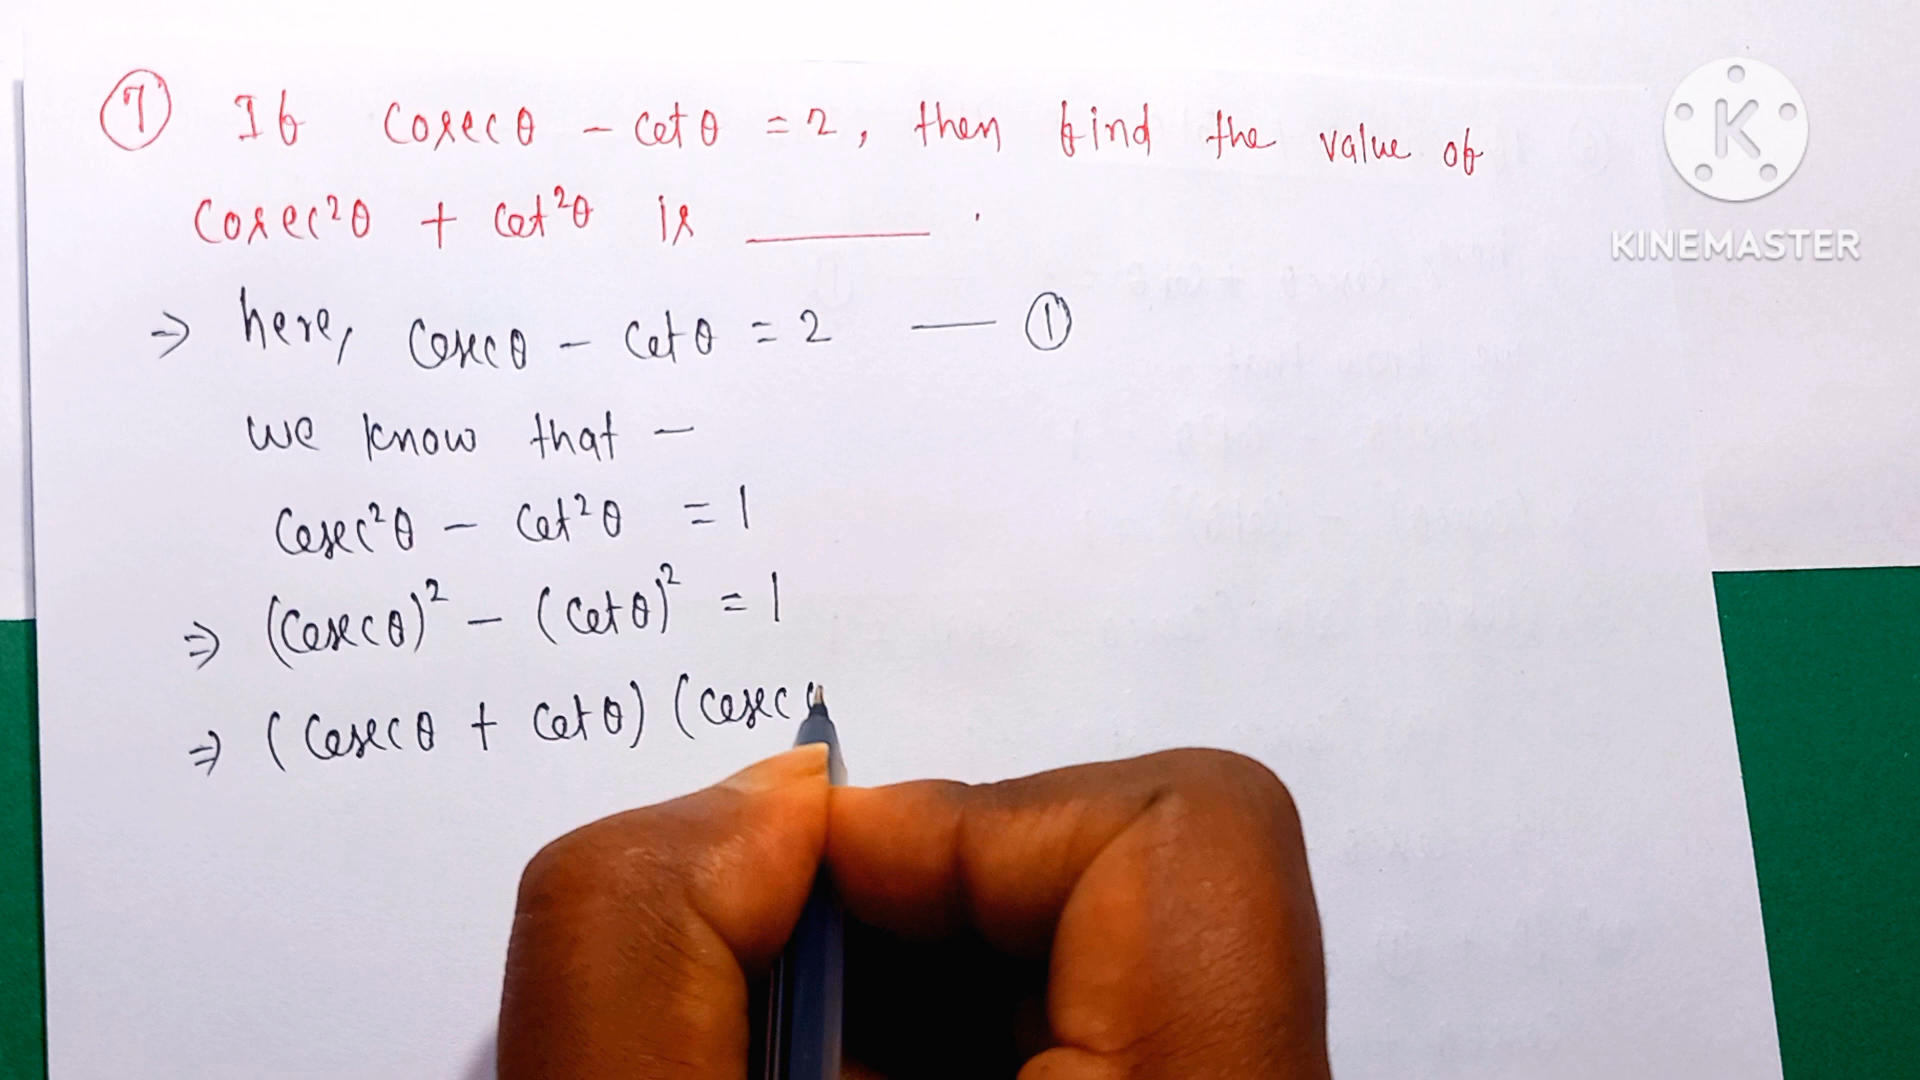 ⑦ If Cosecθ - cotθ = 2, then find the value of
Cosec²θ + cot²θ is ______ .
⇒ here, Cosecθ - cotθ = 2 —— ①
we know that -
Cosec²θ - cot²θ = 1
⇒ (Cosecθ)² - (cotθ)² = 1
⇒ (Cosecθ + cotθ) (cosec
K
KINEMASTER